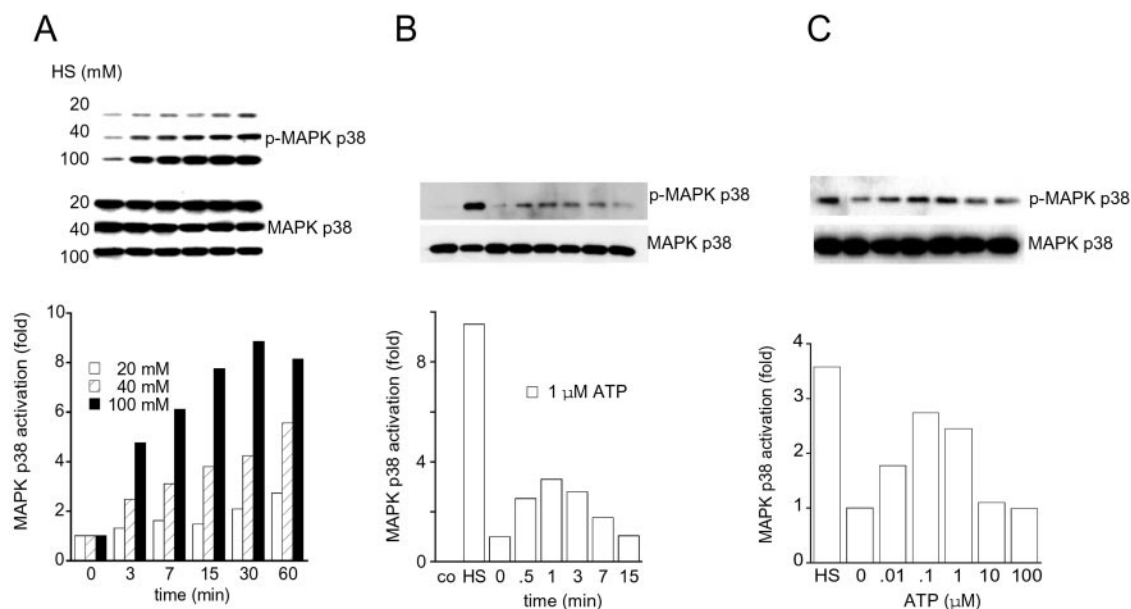 A
HS (mM)
20
40
100
p-MAPK p38
20
40
100
MAPK p38
MAPK p38 activation (fold)
10
8
6
4
2
0
20 mM
40 mM
100 mM
0 3 7 15 30 60
time (min)
B
p-MAPK p38
MAPK p38
MAPK p38 activation (fold)
8
4
0
1 µM ATP
co HS 0 .5 1 3 7 15
time (min)
C
p-MAPK p38
MAPK p38
MAPK p38 activation (fold)
4
3
2
1
0
HS 0 .01 .1 1 10 100
ATP (µM)